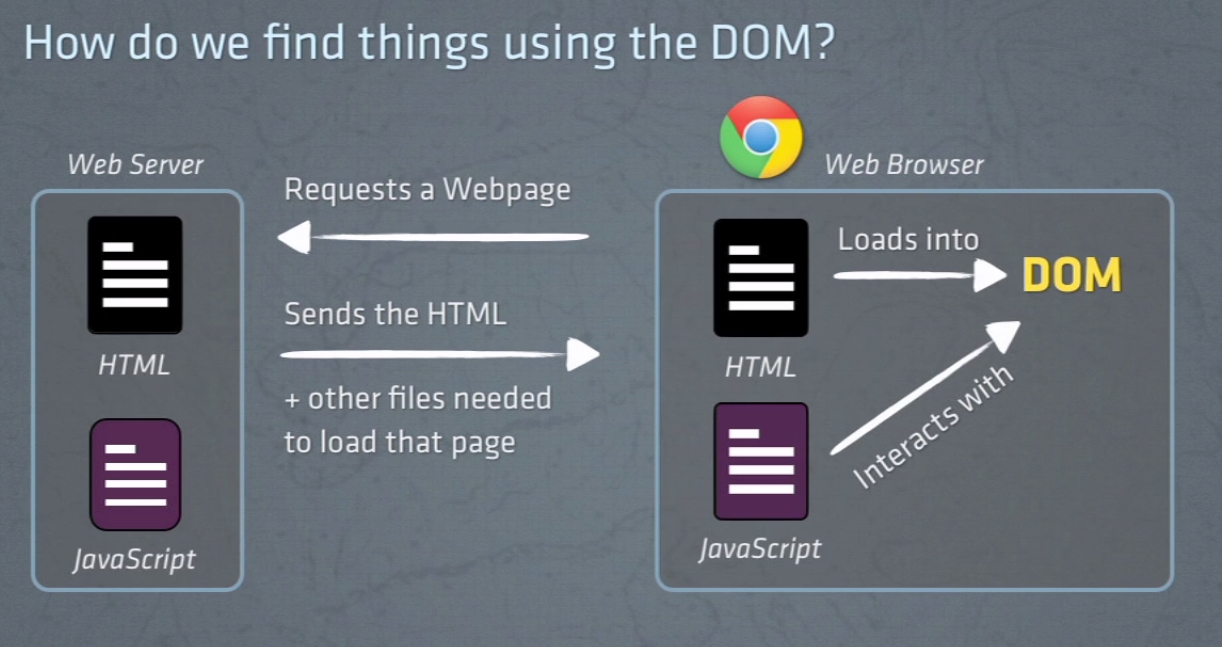 How do we find things using the DOM?
Web Server
HTML
JavaScript
Requests a Webpage
Sends the HTML
+ other files needed
to load that page
Web Browser
HTML
Loads into
DOM
JavaScript
Interacts with